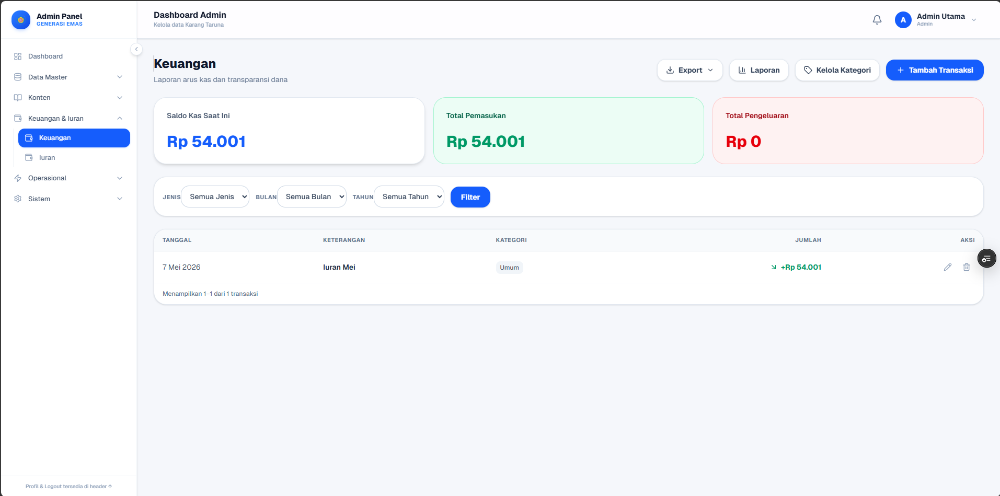 Admin Panel
GENERASI EMAS
Dashboard
Data Master
Konten
Keuangan & Iuran
Keuangan
Iuran
Operasional
Sistem
Profil & Logout tersedia di header ↑
Dashboard Admin
Kelola data Karang Taruna
A
Admin Utama
Admin
Keuangan
Laporan arus kas dan transparansi dana
Export
Laporan
Kelola Kategori
+ Tambah Transaksi
Saldo Kas Saat Ini
Rp 54.001
Total Pemasukan
Rp 54.001
Total Pengeluaran
Rp 0
JENIS Semua Jenis BULAN Semua Bulan TAHUN Semua Tahun Filter
TANGGAL KETERANGAN KATEGORI JUMLAH AKSI
7 Mei 2026 Iuran Mei Umum ↘ +Rp 54.001
Menampilkan 1–1 dari 1 transaksi